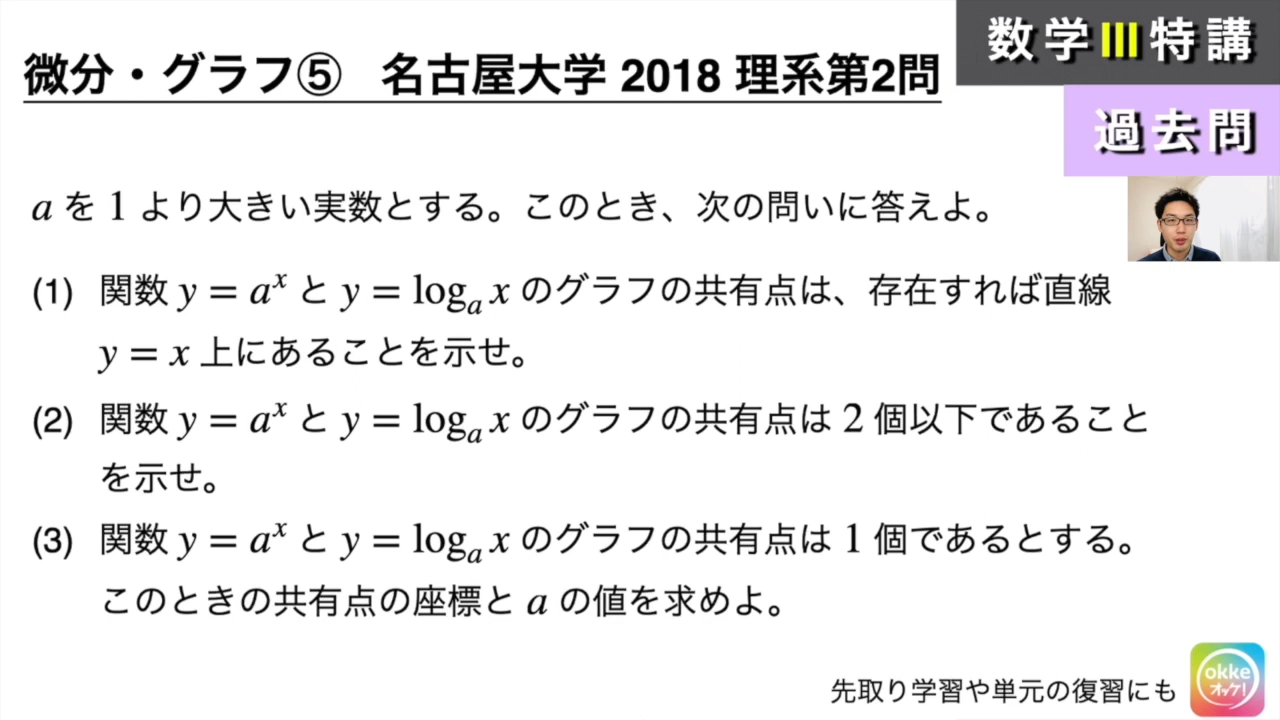 微分・グラフ⑤ 名古屋大学 2018 理系第2問
数学Ⅲ特講
過去問
a を 1 より大きい実数とする。このとき、次の問いに答えよ。
(1) 関数 y = a^x と y = log_a x のグラフの共有点は、存在すれば直線
y = x 上にあることを示せ。
(2) 関数 y = a^x と y = log_a x のグラフの共有点は 2 個以下であること
を示せ。
(3) 関数 y = a^x と y = log_a x のグラフの共有点は 1 個であるとする。
このときの共有点の座標と a の値を求めよ。
先取り学習や単元の復習にも
okke
オッケ!